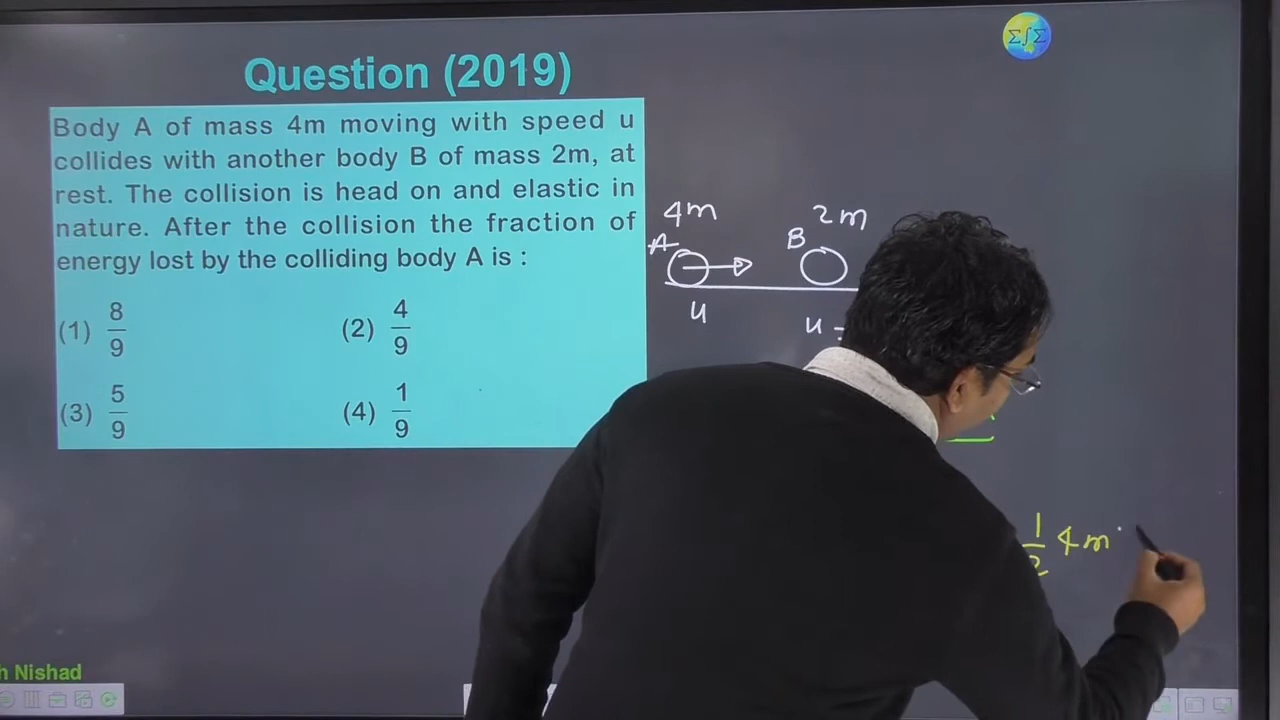 ΣʃΣ
Question (2019)
Body A of mass 4m moving with speed u
collides with another body B of mass 2m, at
rest. The collision is head on and elastic in
nature. After the collision the fraction of
energy lost by the colliding body A is :
(1) 8/9
(2) 4/9
(3) 5/9
(4) 1/9
4m
2m
A
B
u
u
1/2 4m
h Nishad